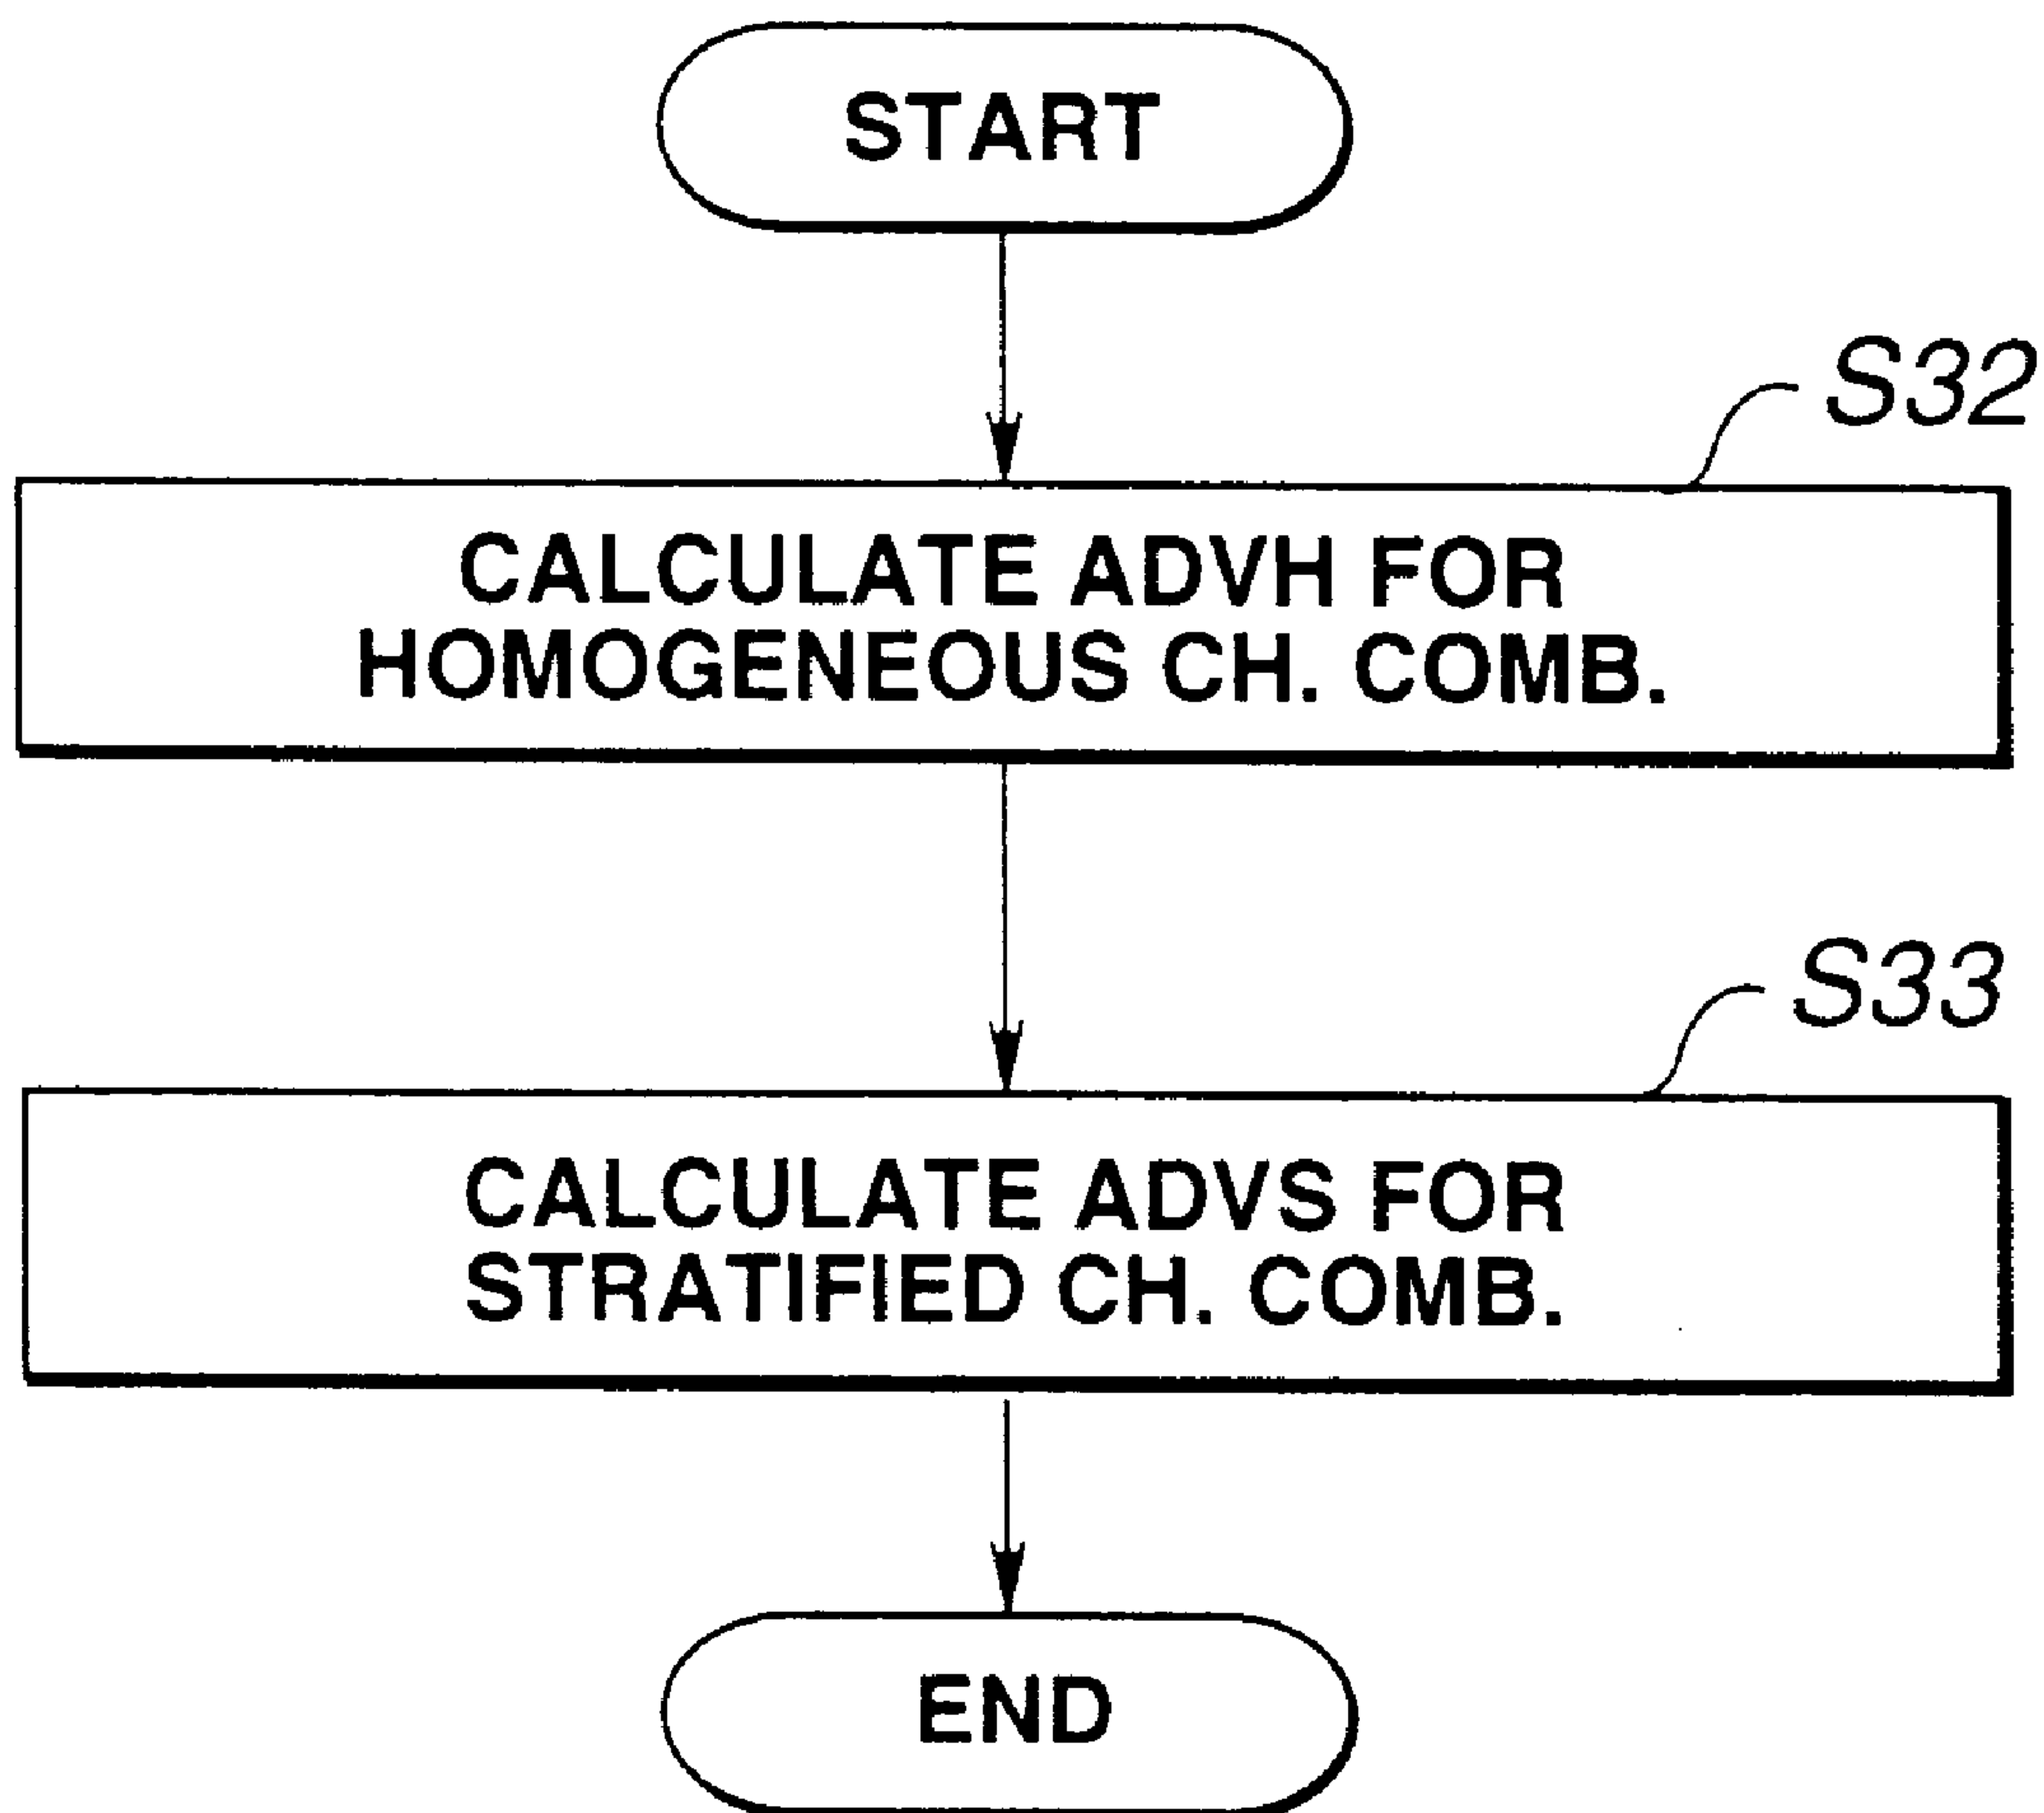 START
S32
CALCULATE ADVH FOR
HOMOGENEOUS CH. COMB.
S33
CALCULATE ADVS FOR
STRATIFIED CH. COMB.
END